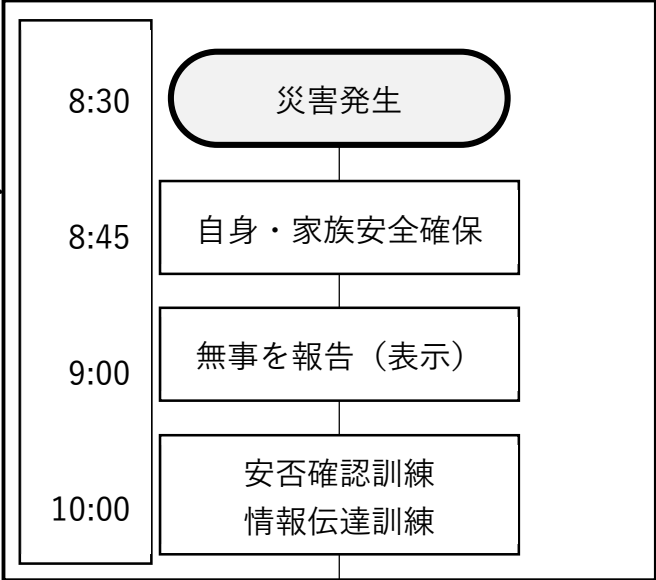 8:30
災害発生
8:45
自身・家族安全確保
9:00
無事を報告（表示）
10:00
安否確認訓練
情報伝達訓練